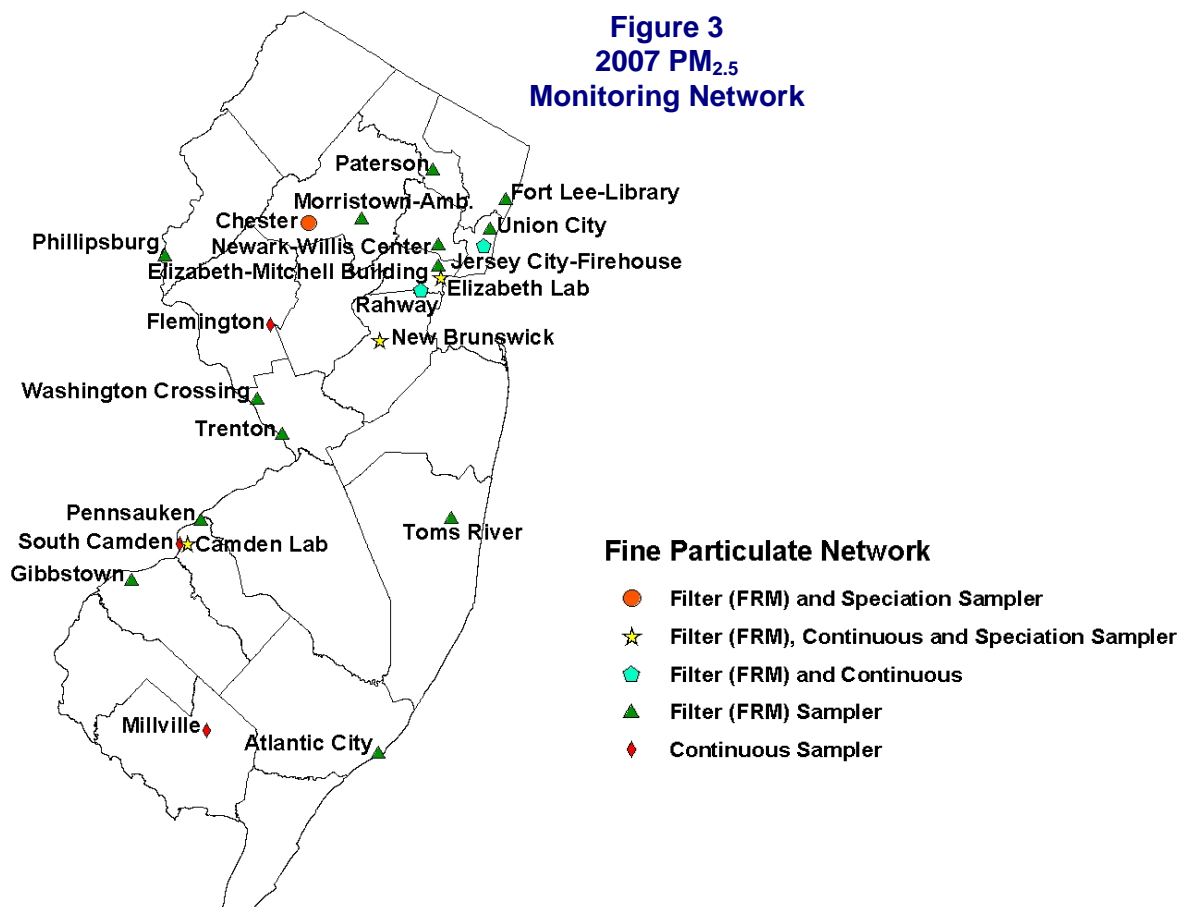 Figure 3
2007 PM2.5
Monitoring Network
Paterson
Fort Lee-Library
Morristown-Amb.
Chester
Union City
Phillipsburg
Newark-Willis Center
Jersey City-Firehouse
Elizabeth-Mitchell Building
Elizabeth Lab
Rahway
Flemington
New Brunswick
Washington Crossing
Trenton
Pennsauken
Toms River
South Camden
Camden Lab
Gibbstown
Millville
Atlantic City
Fine Particulate Network
Filter (FRM) and Speciation Sampler
Filter (FRM), Continuous and Speciation Sampler
Filter (FRM) and Continuous
Filter (FRM) Sampler
Continuous Sampler